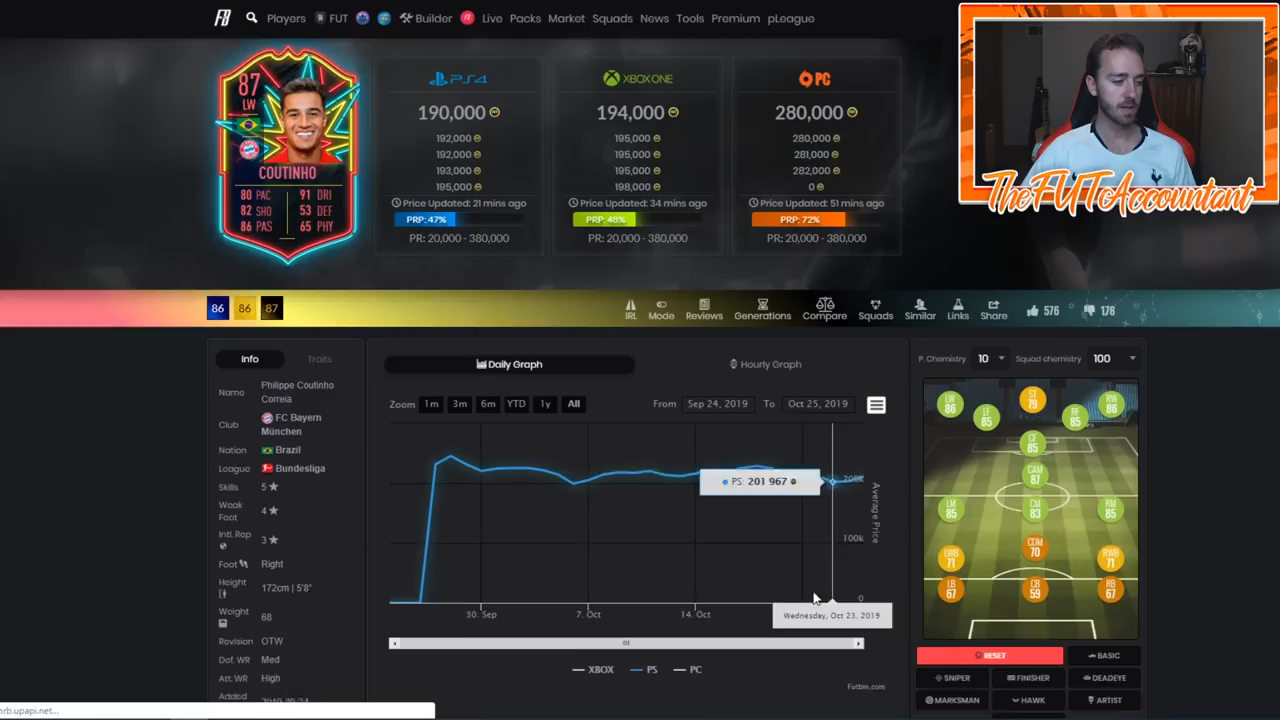 FB Players FUT Builder Live Packs Market Squads News Tools Premium pLeague
87
LW
COUTINHO
80 PAC 91 DRI
82 SHO 53 DEF
86 PAS 65 PHY
PS4
190,000
192,000
192,000
193,000
195,000
Price Updated: 21 mins ago
PRP: 47%
PR: 20,000 - 380,000
XBOX ONE
194,000
195,000
195,000
195,000
198,000
Price Updated: 34 mins ago
PRP: 48%
PR: 20,000 - 380,000
PC
280,000
280,000
281,000
282,000
0
Price Updated: 51 mins ago
PRP: 72%
PR: 20,000 - 380,000
TheFUTAccountant
86 86 87
IRL Mode Reviews Generations Compare Squads Similar Links Share 576 178
Info Traits
Name Philippe Coutinho
Correia
Club FC Bayern
München
Nation Brazil
League Bundesliga
Skills 5
Weak
Foot 4
Intl. Rep 3
Foot Right
Height 172cm | 5'8"
Weight 68
Revision OTW
Def. WR Med
Att. WR High
Added
Daily Graph Hourly Graph
Zoom 1m 3m 6m YTD 1y All From Sep 24, 2019 To Oct 25, 2019
PS: 201 967
200k
100k
0
Average Price
30. Sep 7. Oct 14. Oct
Wednesday, Oct 23, 2019
XBOX PS PC
Futbin.com
P. Chemistry 10 Squad chemistry 100
LW 86
LF 85
ST 79
RF 85
RW 86
CF 85
CAM 87
LM 85
CM 83
RM 85
LWB 71
CDM 70
RWB 71
LB 67
CB 59
RB 67
RESET BASIC
SNIPER FINISHER DEADEYE
MARKSMAN HAWK ARTIST
nrb.upapi.net...